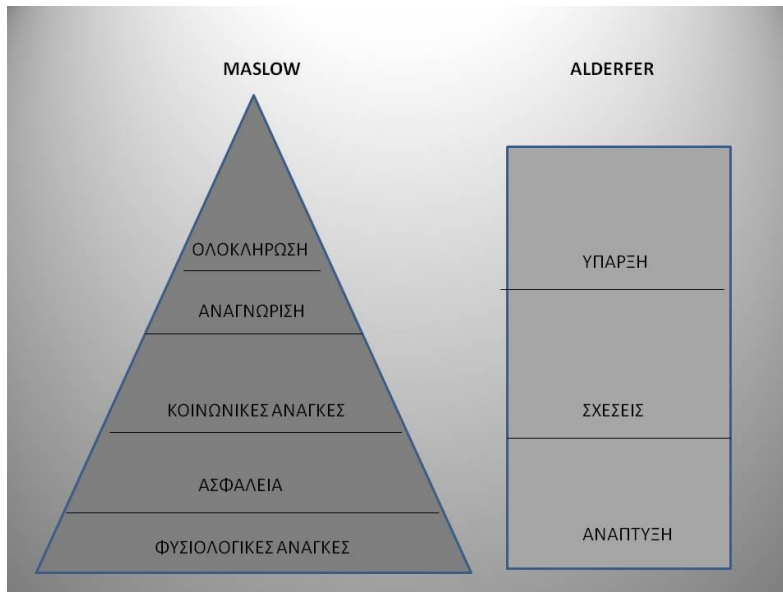 MASLOW
ΟΛΟΚΛΗΡΩΣΗ
ΑΝΑΓΝΩΡΙΣΗ
ΚΟΙΝΩΝΙΚΕΣ ΑΝΑΓΚΕΣ
ΑΣΦΑΛΕΙΑ
ΦΥΣΙΟΛΟΓΙΚΕΣ ΑΝΑΓΚΕΣ
ALDERFER
ΥΠΑΡΞΗ
ΣΧΕΣΕΙΣ
ΑΝΑΠΤΥΞΗ